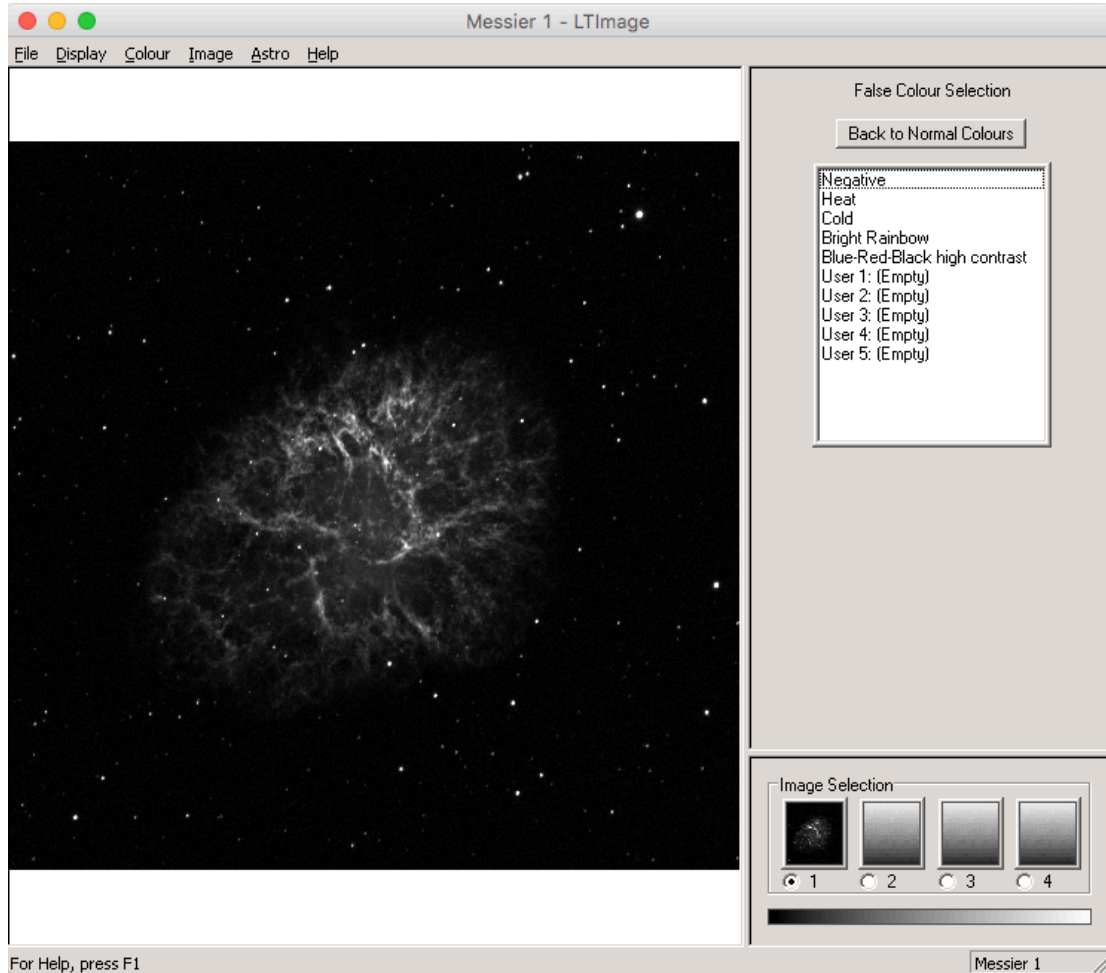 Messier 1 - LTImage
File Display Colour Image Astro Help
False Colour Selection
Back to Normal Colours
Negative
Heat
Cold
Bright Rainbow
Blue-Red-Black high contrast
User 1: (Empty)
User 2: (Empty)
User 3: (Empty)
User 4: (Empty)
User 5: (Empty)
Image Selection
1 2 3 4
For Help, press F1
Messier 1